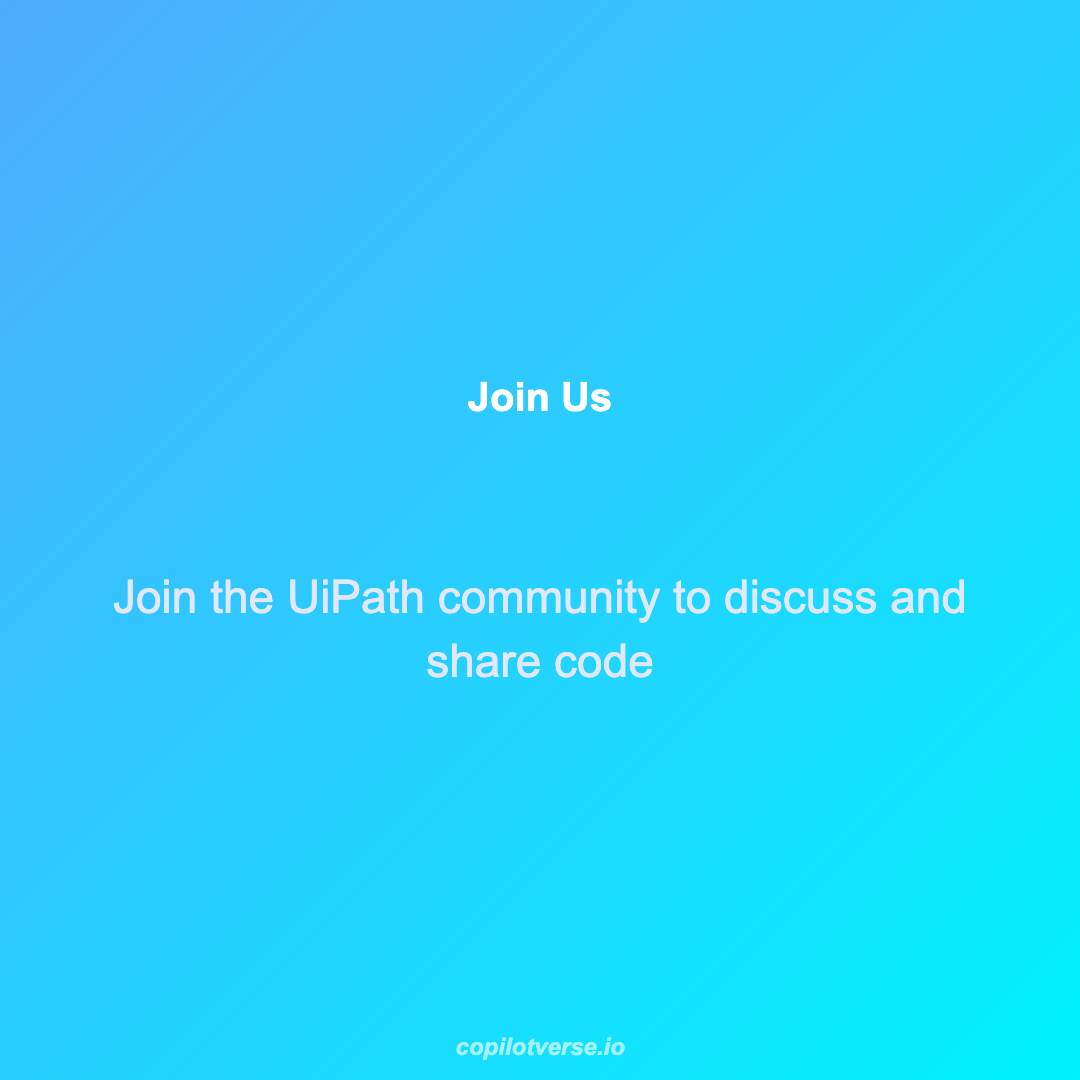 Join Us
Join the UiPath community to discuss and
share code
copilotverse.io